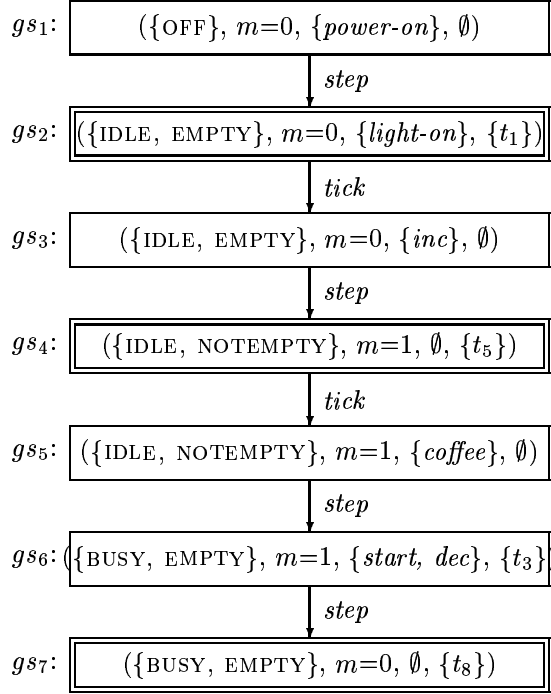 gs₁: ({OFF}, m=0, {power-on}, ∅)
step
gs₂: ({IDLE, EMPTY}, m=0, {light-on}, {t₁})
tick
gs₃: ({IDLE, EMPTY}, m=0, {inc}, ∅)
step
gs₄: ({IDLE, NOTEMPTY}, m=1, ∅, {t₅})
tick
gs₅: ({IDLE, NOTEMPTY}, m=1, {coffee}, ∅)
step
gs₆: ({BUSY, EMPTY}, m=1, {start, dec}, {t₃})
step
gs₇: ({BUSY, EMPTY}, m=0, ∅, {t₈})